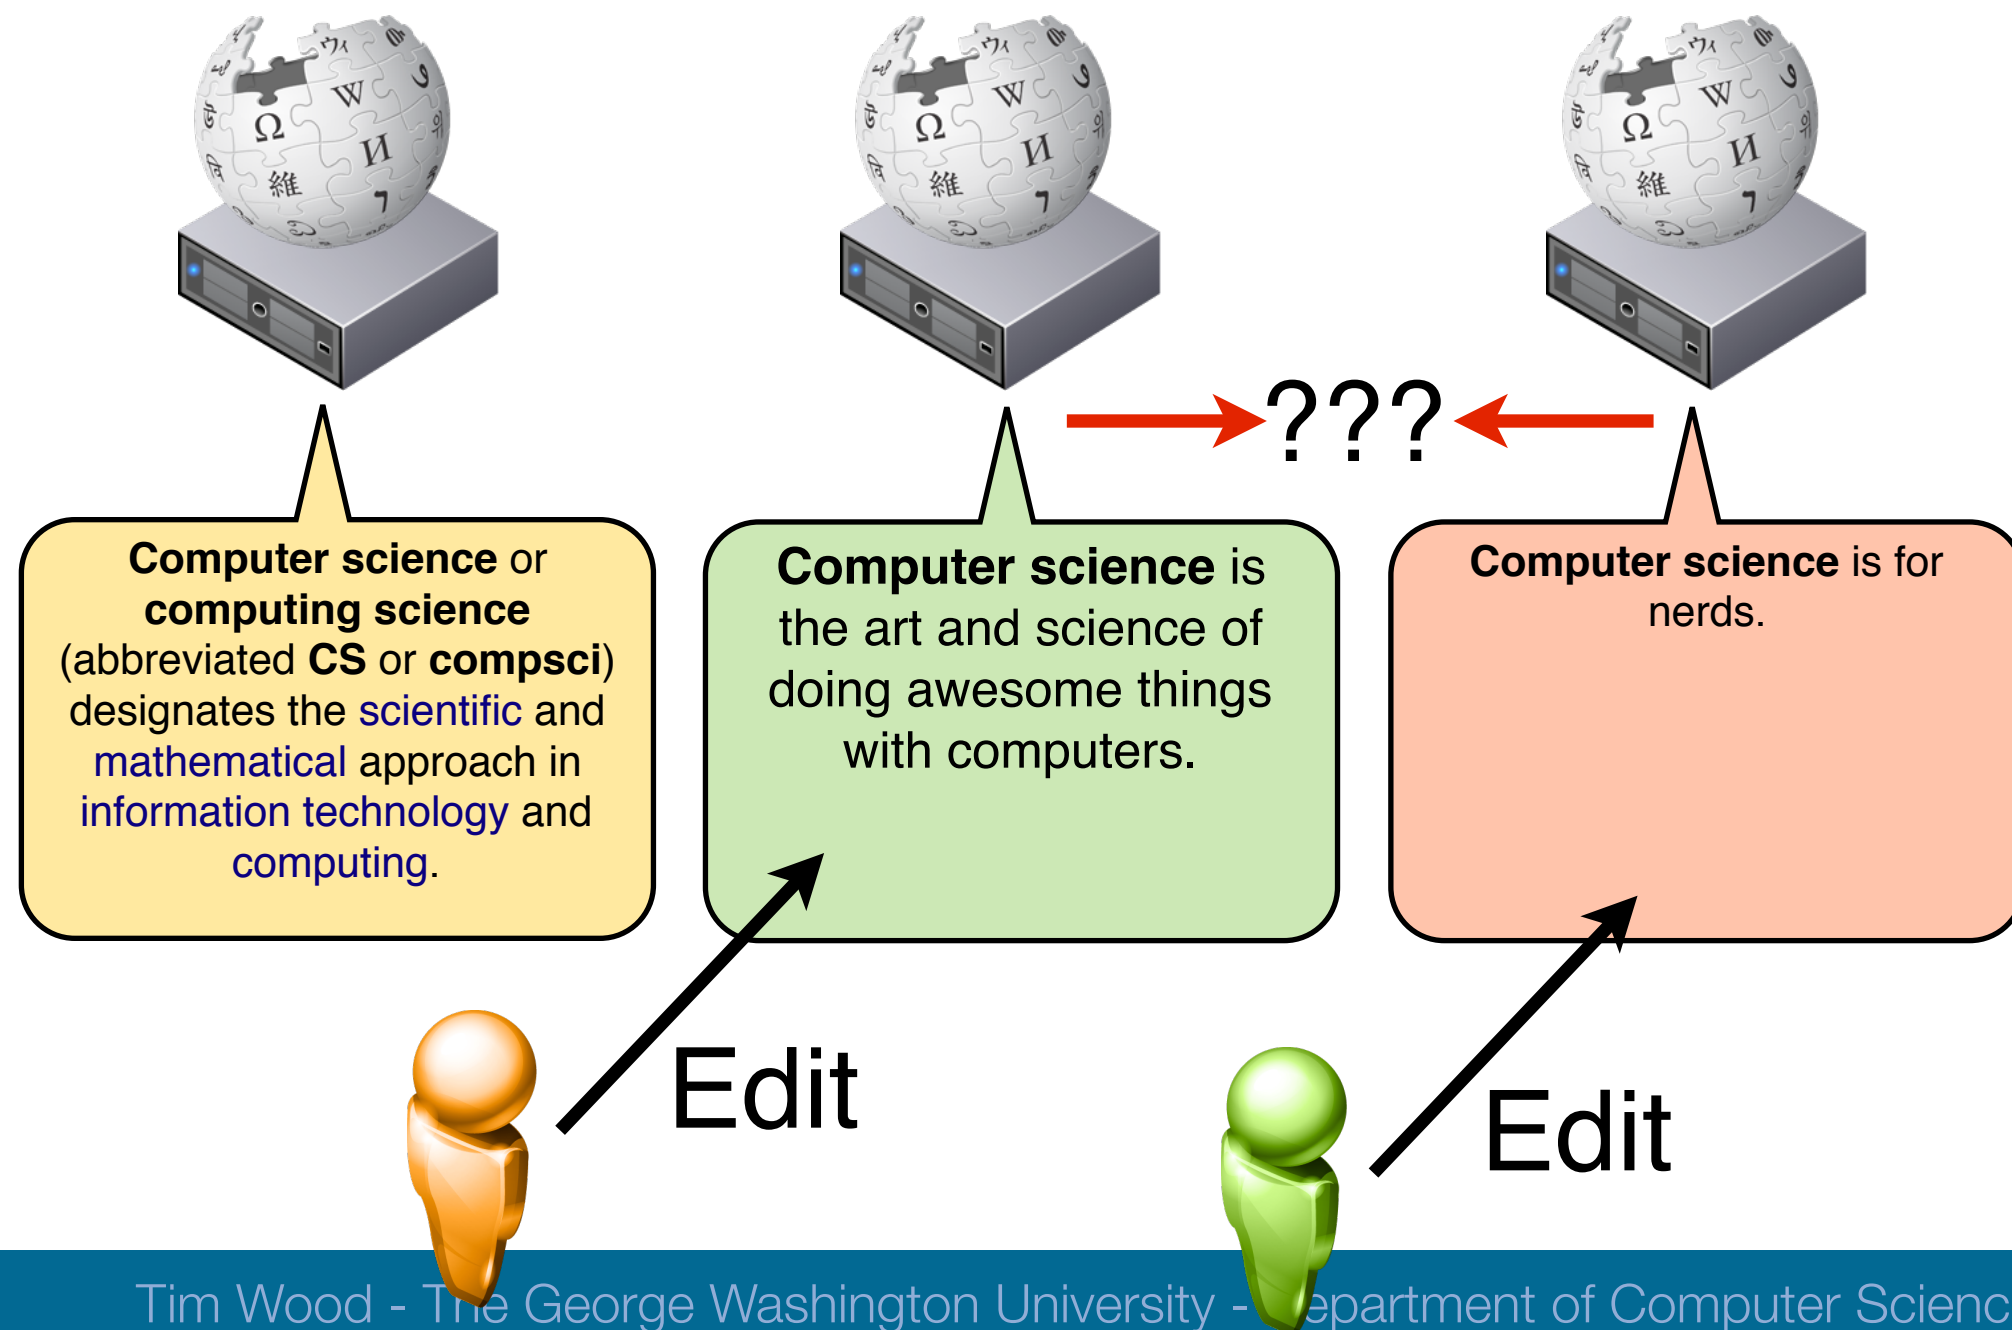 ???
Computer science or
computing science
(abbreviated CS or compsci)
designates the scientific and
mathematical approach in
information technology and
computing.
Computer science is
the art and science of
doing awesome things
with computers.
Computer science is for
nerds.
Edit
Edit
Tim Wood - The George Washington University - epartment of Computer Scienc